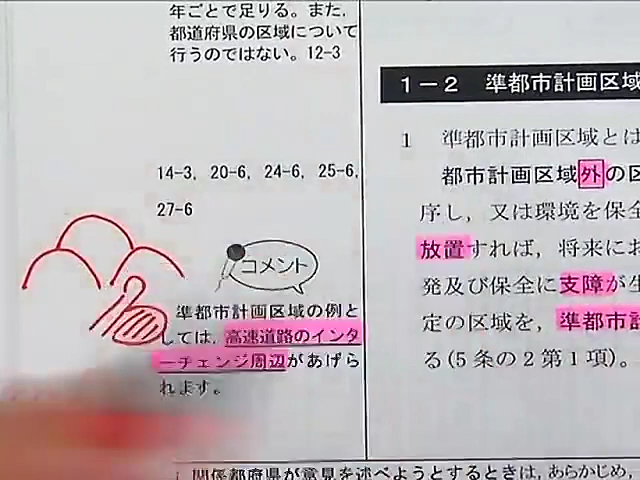 年ごとで足りる。また,
都道府県の区域について
行うのではない。12-3
14-3, 20-6, 24-6, 25-6,
27-6
コメント
準都市計画区域の例と
しては, 高速道路のインタ
ーチェンジ周辺があげら
れます。
1−2 準都市計画区域
1 準都市計画区域とは
都市計画区域外の区
序し, 又は環境を保全
放置すれば, 将来にお
発及び保全に支障が生
定の区域を, 準都市計
る(5条の2第1項)。
関係都府県が意見を述べようとするときは, あらかじめ,